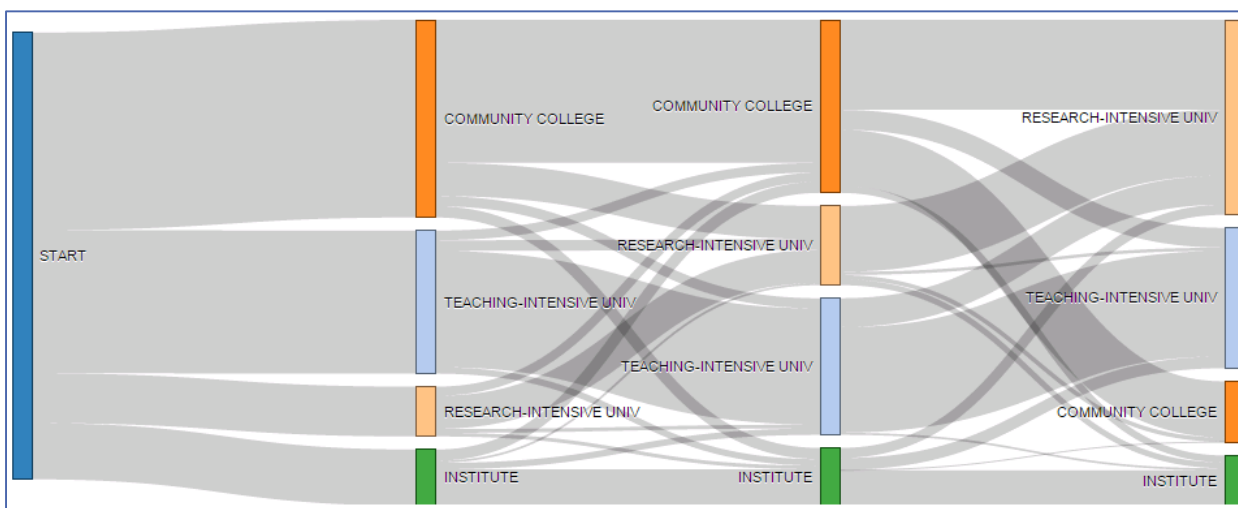 START
COMMUNITY COLLEGE
TEACHING-INTENSIVE UNIV
RESEARCH-INTENSIVE UNIV
INSTITUTE
COMMUNITY COLLEGE
RESEARCH-INTENSIVE UNIV
TEACHING-INTENSIVE UNIV
INSTITUTE
RESEARCH-INTENSIVE UNIV
TEACHING-INTENSIVE UNIV
COMMUNITY COLLEGE
INSTITUTE